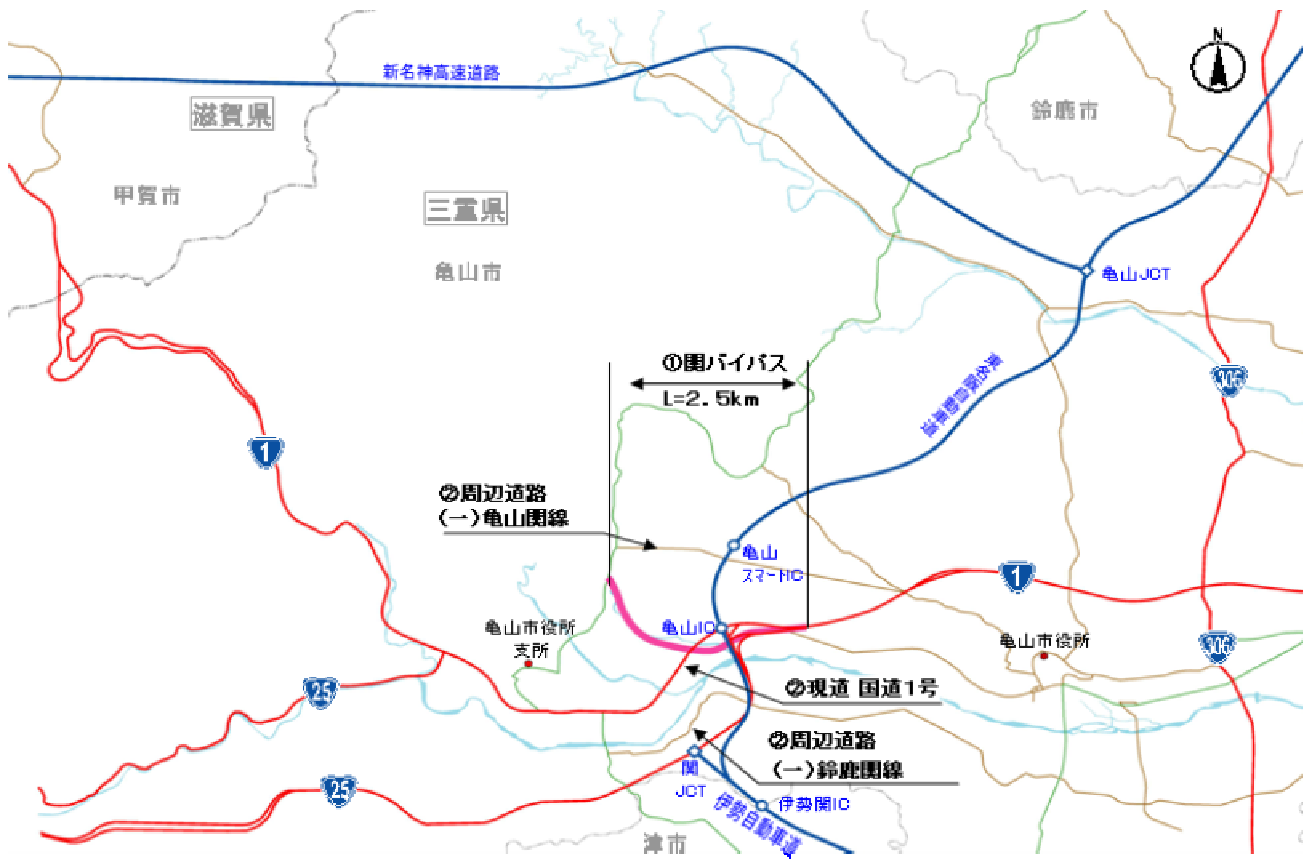 N
新名神高速道路
滋賀県
鈴鹿市
甲賀市
三重県
亀山市
亀山JCT
①関バイパス
L=2.5km
306
東名阪自動車道
1
②周辺道路
(一)亀山関線
亀山
スマートIC
1
亀山市役所
支所
亀山IC
亀山市役所
306
25
②現道 国道1号
②周辺道路
(一)鈴鹿関線
関
JCT
25
伊勢関IC
伊勢自動車道
津市